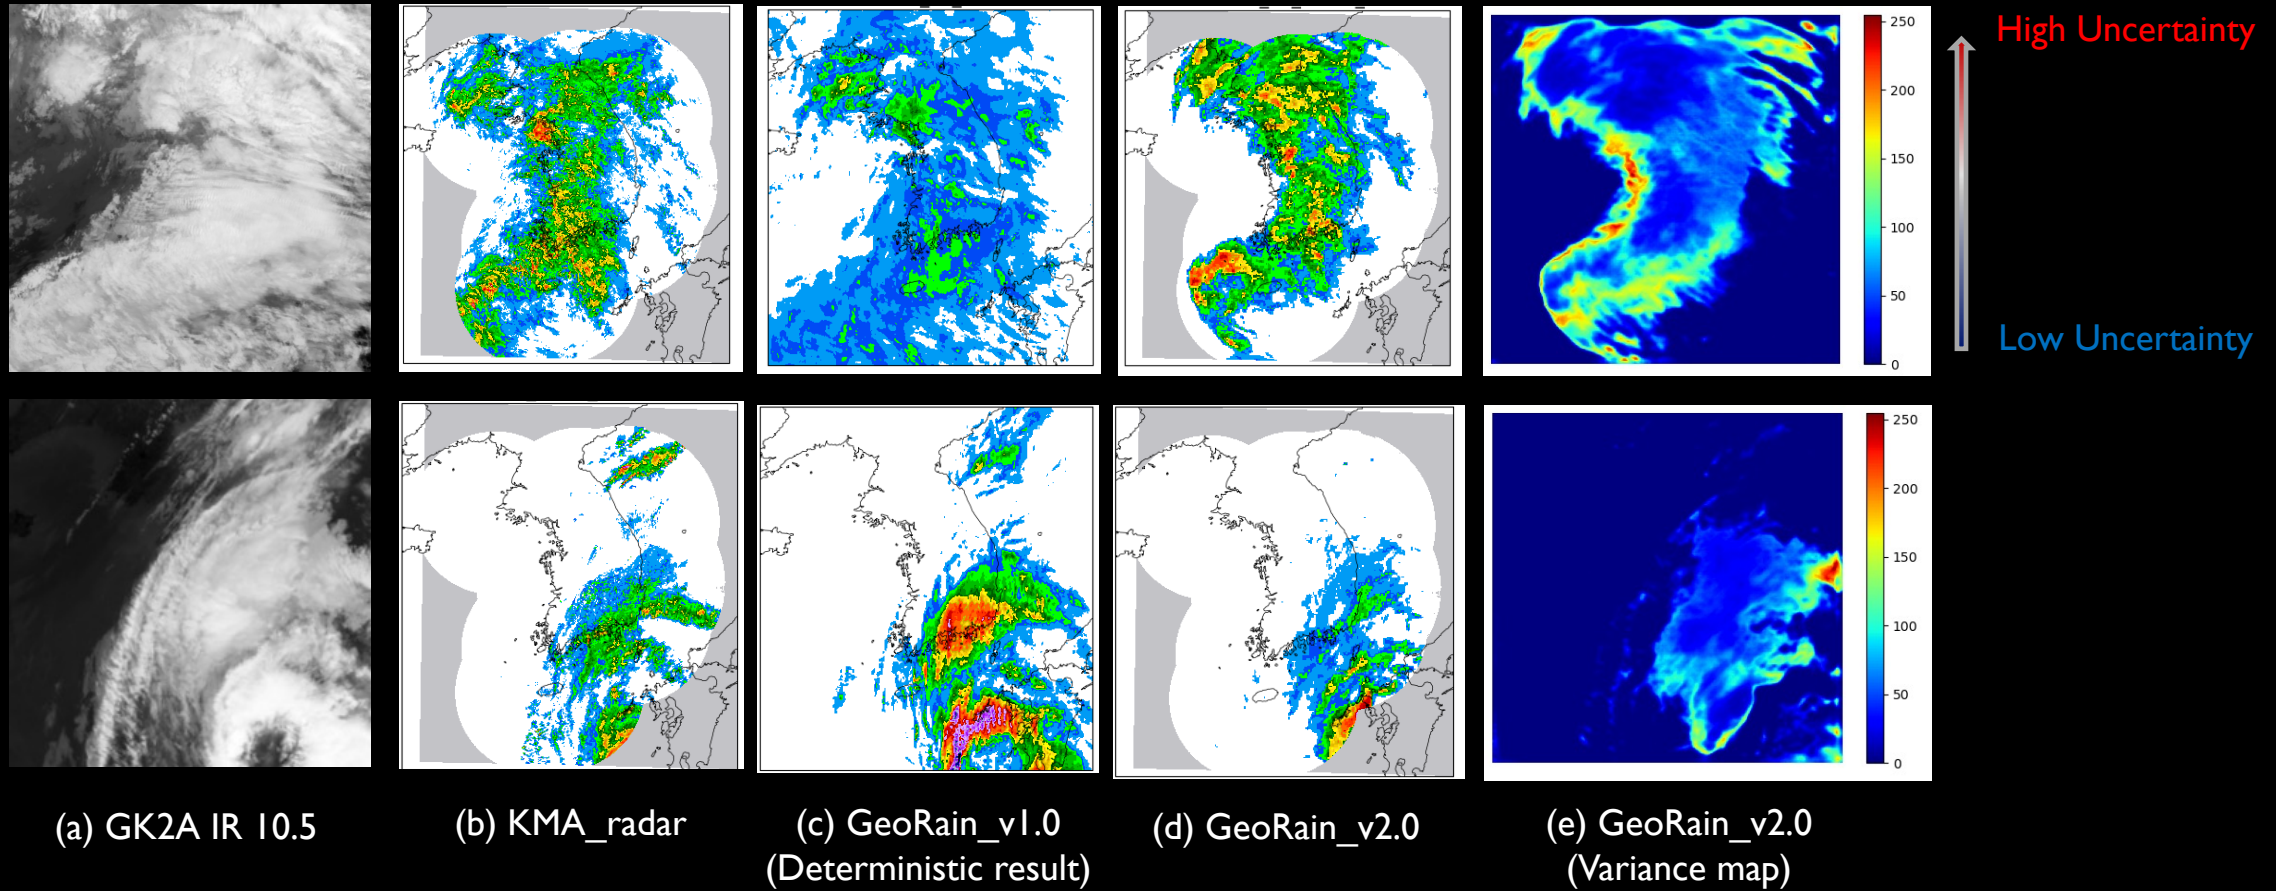 250
200
150
100
50
0
High Uncertainty
Low Uncertainty
250
200
150
100
50
0
(a) GK2A IR 10.5
(b) KMA_radar
(c) GeoRain_v1.0
(Deterministic result)
(d) GeoRain_v2.0
(e) GeoRain_v2.0
(Variance map)